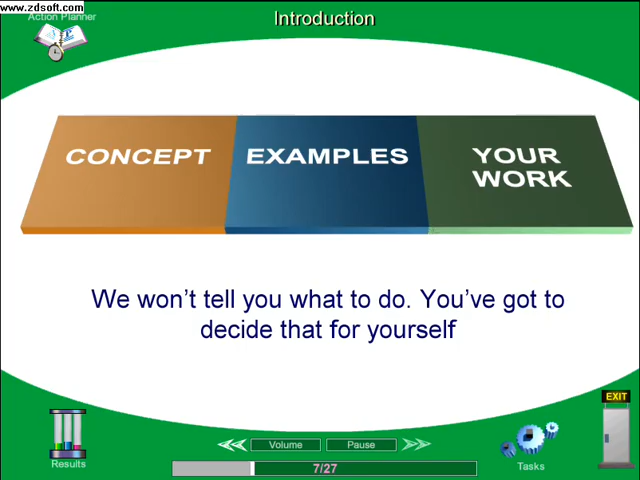 www.zdsoft.com
Action Planner
Introduction
CONCEPT
EXAMPLES
YOUR
WORK
We won't tell you what to do. You've got to
decide that for yourself
EXIT
Volume
Pause
Results
7/27
Tasks